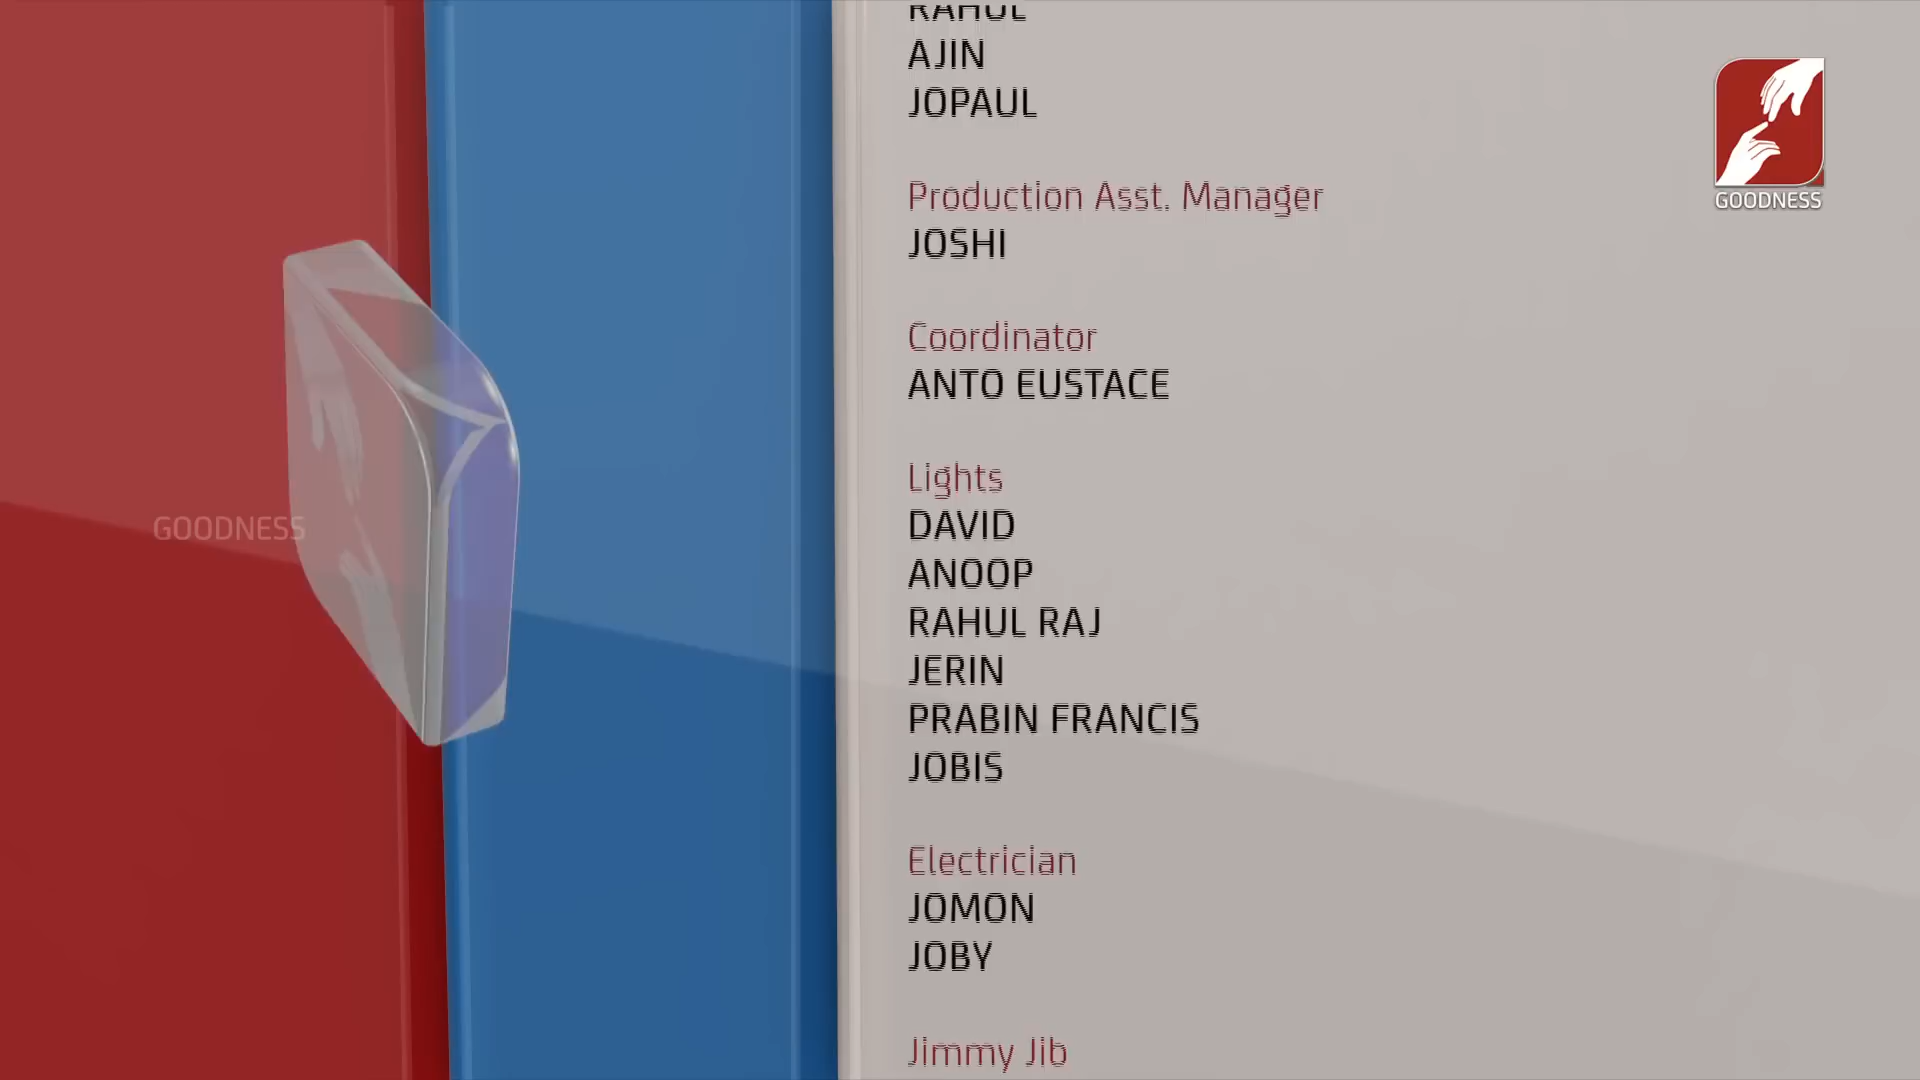 RAHUL
AJIN
JOPAUL
Production Asst. Manager
JOSHI
Coordinator
ANTO EUSTACE
Lights
DAVID
ANOOP
RAHUL RAJ
JERIN
PRABIN FRANCIS
JOBIS
Electrician
JOMON
JOBY
Jimmy Jib
GOODNESS
GOODNESS